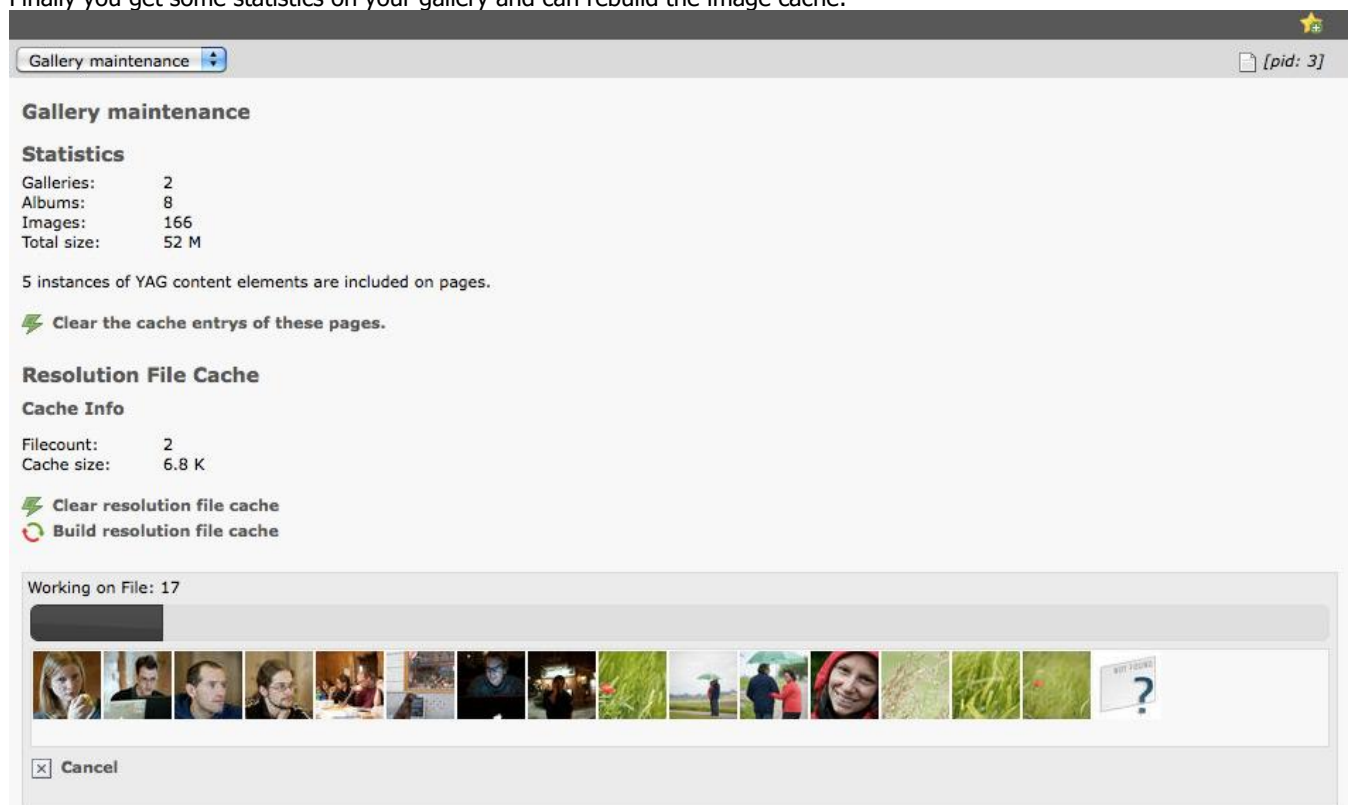 Finally you get some statistics on your gallery and can rebuild the image cache.
Gallery maintenance
[pid: 3]
Gallery maintenance
Statistics
Galleries: 2
Albums: 8
Images: 166
Total size: 52 M
5 instances of YAG content elements are included on pages.
Clear the cache entrys of these pages.
Resolution File Cache
Cache Info
Filecount: 2
Cache size: 6.8 K
Clear resolution file cache
Build resolution file cache
Working on File: 17
NOT FOUND
?
Cancel